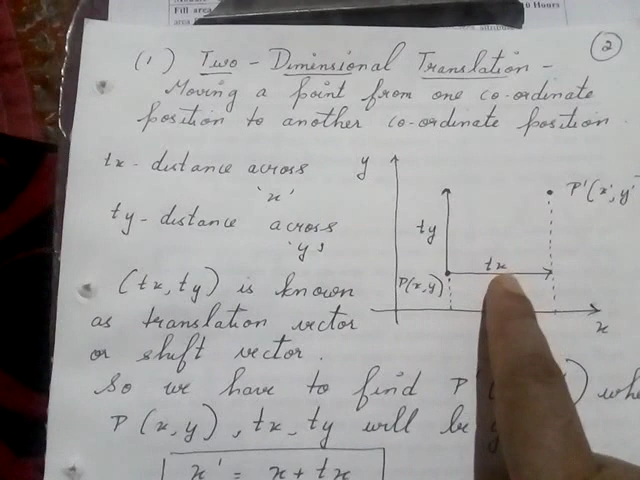 Fill area
area
10 Hours
2
(1) Two - Dimensional Translation -
Moving a point from one co-ordinate
position to another co-ordinate position
tx - distance across
'x'
ty - distance across
'y'
(tx, ty) is known
as translation vector
or shift vector.
y
P'(x', y'
ty
tx
P(x, y)
x
So we have to find P'
P(x, y), tx, ty will be
x' = x + tx